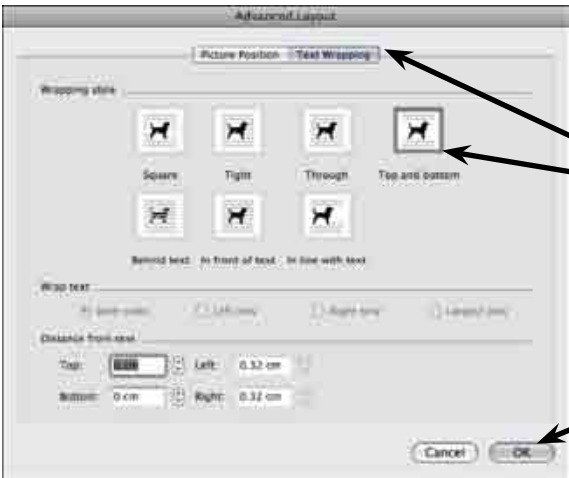 Advanced Layout
Picture Position Text Wrapping
Wrapping style
Square Tight Through Top and bottom
Behind text In front of text In line with text
Wrap text
Both sides Left only Right only Largest only
Distance from text
Top: Left: 0.32 cm
Bottom: 0 cm Right: 0.32 cm
Cancel OK